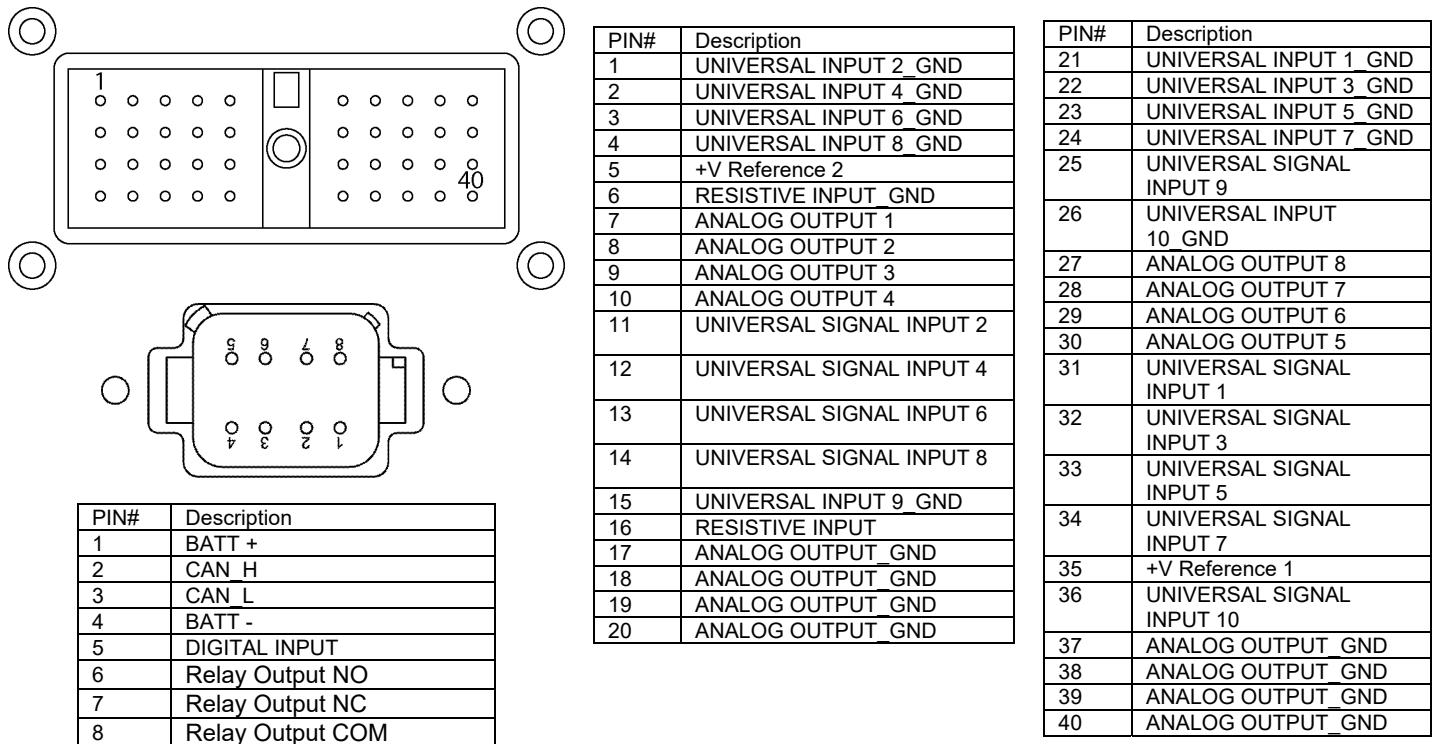 1
40
5 6 7 8
4 3 2 1
PIN# Description
1 BATT +
2 CAN_H
3 CAN_L
4 BATT -
5 DIGITAL INPUT
6 Relay Output NO
7 Relay Output NC
8 Relay Output COM
PIN# Description
1 UNIVERSAL INPUT 2_GND
2 UNIVERSAL INPUT 4_GND
3 UNIVERSAL INPUT 6_GND
4 UNIVERSAL INPUT 8_GND
5 +V Reference 2
6 RESISTIVE INPUT_GND
7 ANALOG OUTPUT 1
8 ANALOG OUTPUT 2
9 ANALOG OUTPUT 3
10 ANALOG OUTPUT 4
11 UNIVERSAL SIGNAL INPUT 2
12 UNIVERSAL SIGNAL INPUT 4
13 UNIVERSAL SIGNAL INPUT 6
14 UNIVERSAL SIGNAL INPUT 8
15 UNIVERSAL INPUT 9_GND
16 RESISTIVE INPUT
17 ANALOG OUTPUT_GND
18 ANALOG OUTPUT_GND
19 ANALOG OUTPUT_GND
20 ANALOG OUTPUT_GND
PIN# Description
21 UNIVERSAL INPUT 1_GND
22 UNIVERSAL INPUT 3_GND
23 UNIVERSAL INPUT 5_GND
24 UNIVERSAL INPUT 7_GND
25 UNIVERSAL SIGNAL
INPUT 9
26 UNIVERSAL INPUT
10_GND
27 ANALOG OUTPUT 8
28 ANALOG OUTPUT 7
29 ANALOG OUTPUT 6
30 ANALOG OUTPUT 5
31 UNIVERSAL SIGNAL
INPUT 1
32 UNIVERSAL SIGNAL
INPUT 3
33 UNIVERSAL SIGNAL
INPUT 5
34 UNIVERSAL SIGNAL
INPUT 7
35 +V Reference 1
36 UNIVERSAL SIGNAL
INPUT 10
37 ANALOG OUTPUT_GND
38 ANALOG OUTPUT_GND
39 ANALOG OUTPUT_GND
40 ANALOG OUTPUT_GND